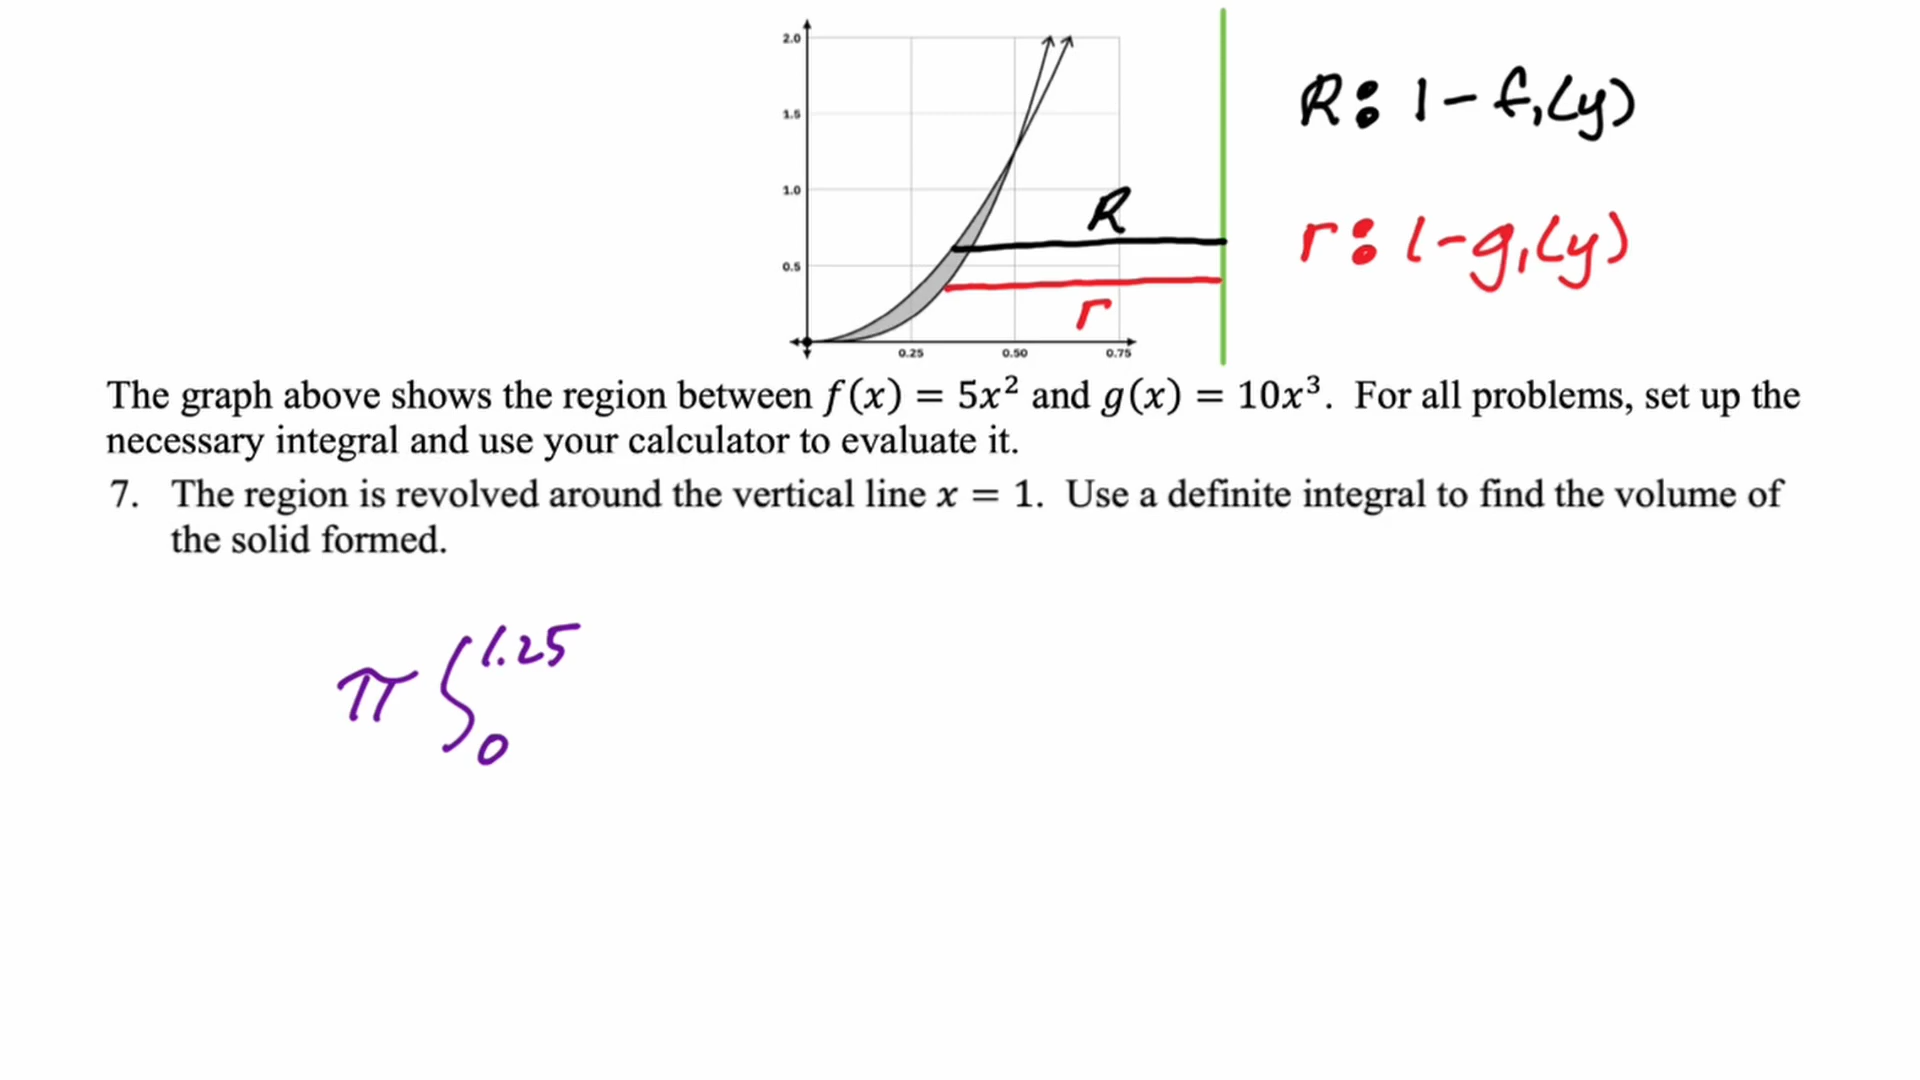 2.0
1.5
1.0
0.5
0.25 0.50 0.75
R
r
R: 1 - f₁(y)
r: 1 - g₁(y)
The graph above shows the region between f(x) = 5x² and g(x) = 10x³. For all problems, set up the
necessary integral and use your calculator to evaluate it.
7. The region is revolved around the vertical line x = 1. Use a definite integral to find the volume of
the solid formed.
π ∫₀^1.25